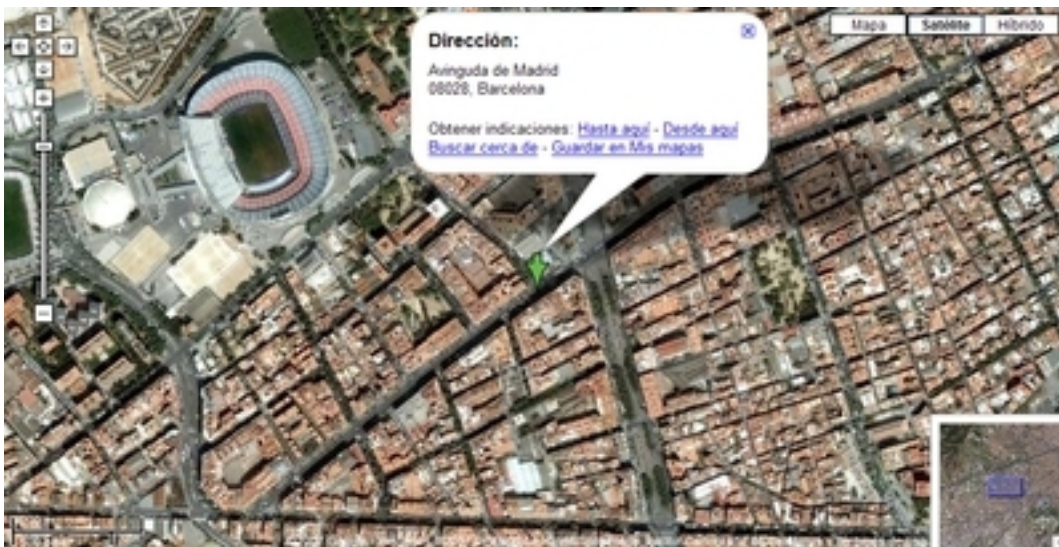 Mapa Satélite Híbrido
Dirección:
Avinguda de Madrid
08028, Barcelona
Obtener indicaciones: Hasta aquí - Desde aquí
Buscar cerca de - Guardar en Mis mapas